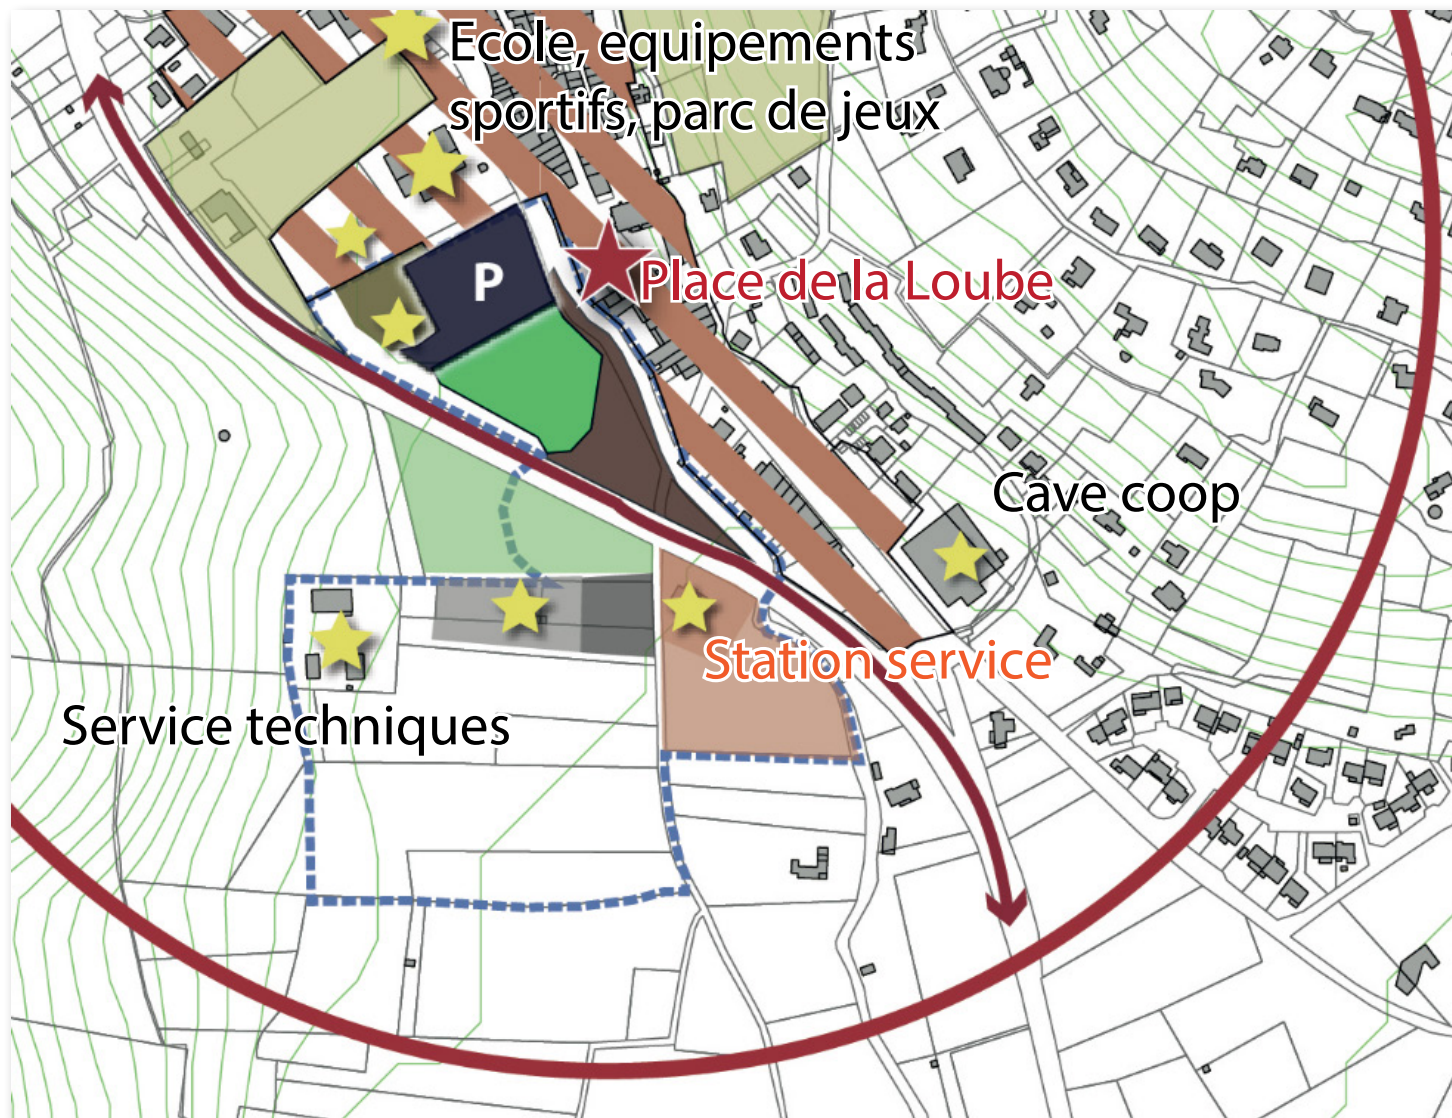 Ecole, equipements
sportifs, parc de jeux
P
Place de la Loube
Cave coop
Station service
Service techniques